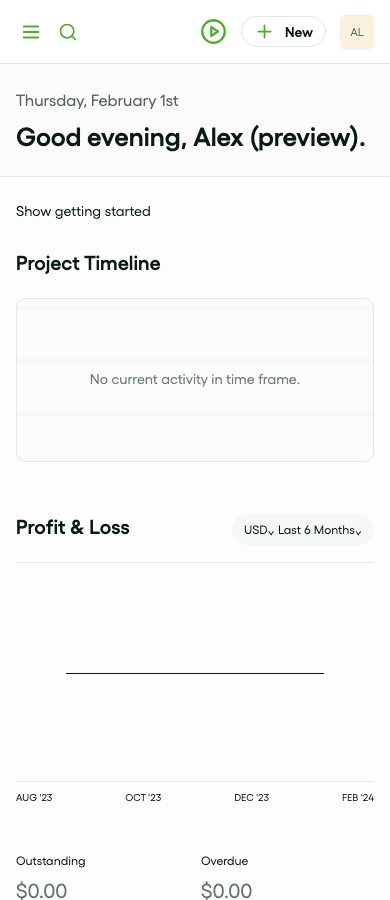 New
AL
Thursday, February 1st
Good evening, Alex (preview).
Show getting started
Project Timeline
No current activity in time frame.
Profit & Loss
USD Last 6 Months
AUG '23 OCT '23 DEC '23 FEB '24
Outstanding Overdue
$0.00 $0.00